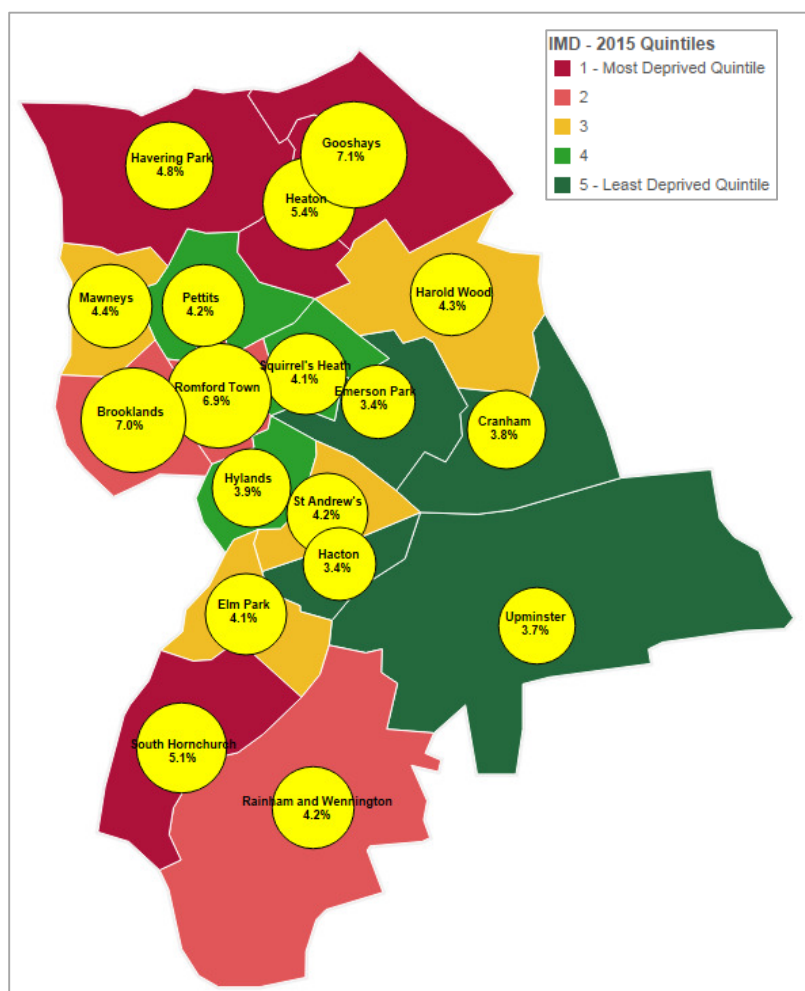 IMD - 2015 Quintiles
1 - Most Deprived Quintile
2
3
4
5 - Least Deprived Quintile
Gooshays
7.1%
Havering Park
4.8%
Heaton
5.4%
Harold Wood
4.3%
Mawneys
4.4%
Pettits
4.2%
Squirrel's Heath
4.1%
Romford Town
6.9%
Emerson Park
3.4%
Brooklands
7.0%
Cranham
3.8%
Hylands
3.9%
St Andrew's
4.2%
Hacton
3.4%
Elm Park
4.1%
Upminster
3.7%
South Hornchurch
5.1%
Rainham and Wennington
4.2%